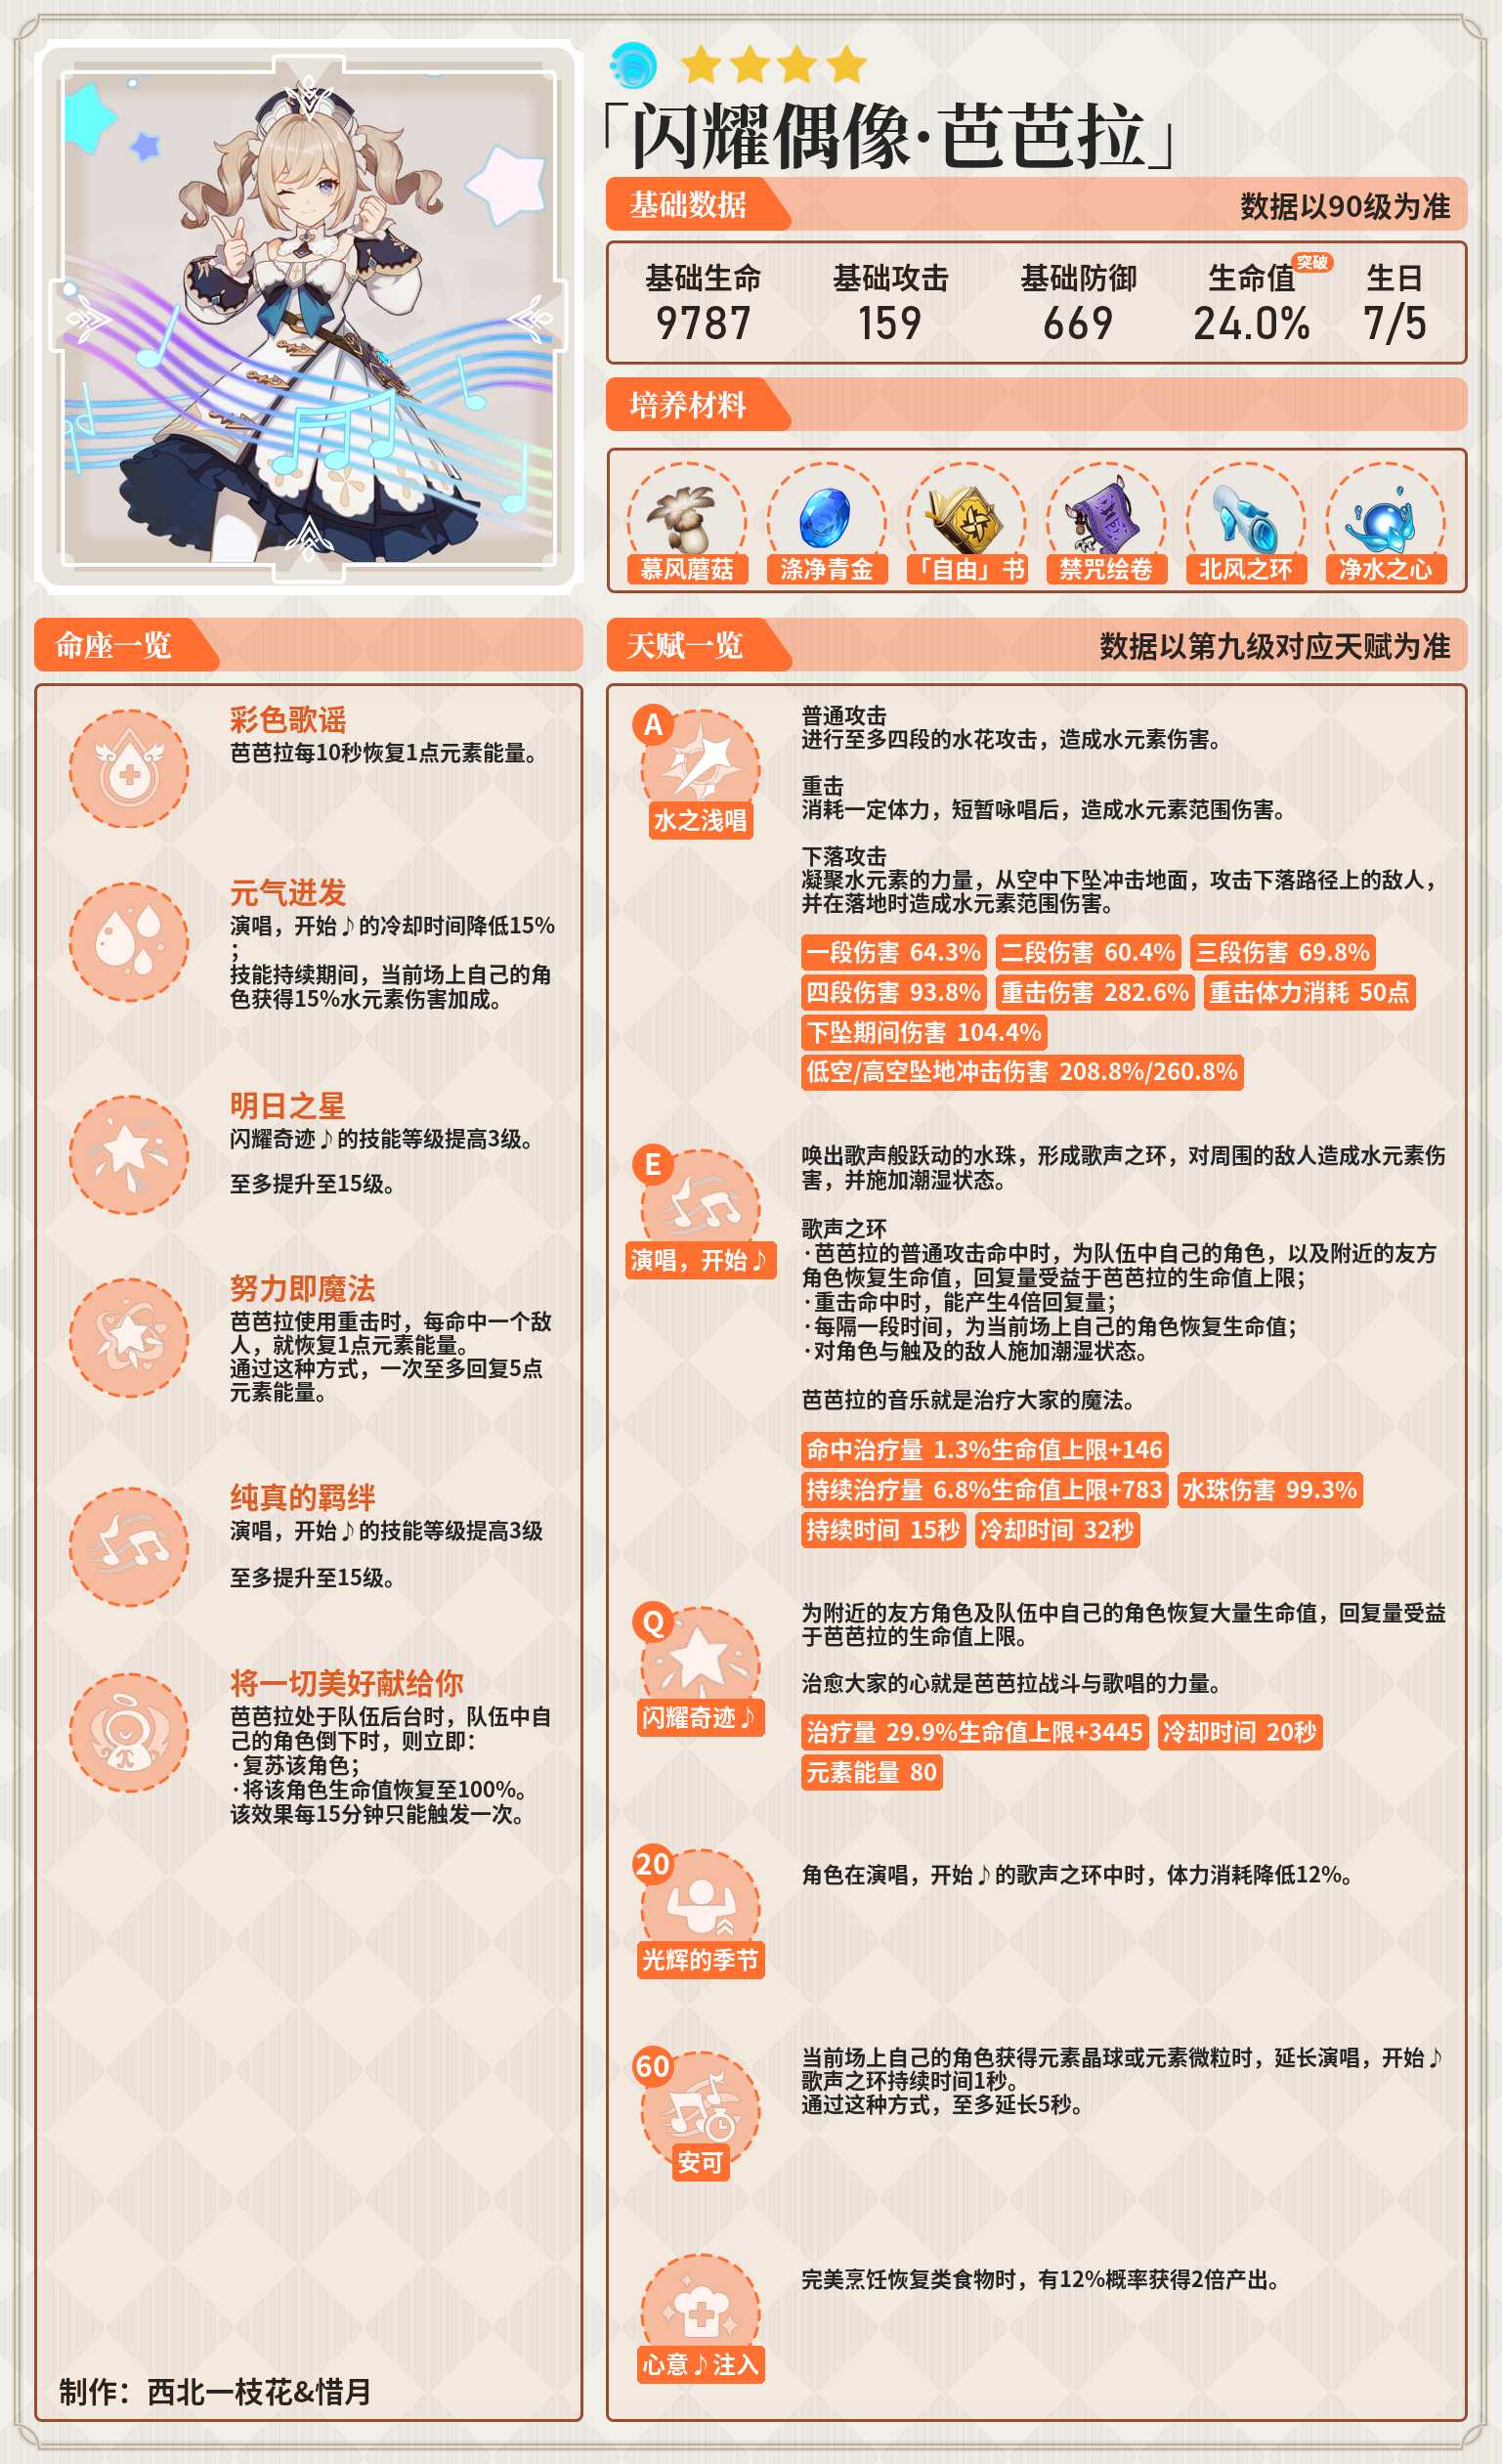 「闪耀偶像·芭芭拉」
基础数据
数据以90级为准
基础生命
基础攻击
基础防御
生命值
突破
生日
9787
159
669
24.0%
7/5
培养材料
慕风蘑菇
涤净青金
「自由」书
禁咒绘卷
北风之环
净水之心
命座一览
彩色歌谣
芭芭拉每10秒恢复1点元素能量。
元气迸发
演唱，开始♪的冷却时间降低15%
；
技能持续期间，当前场上自己的角
色获得15%水元素伤害加成。
明日之星
闪耀奇迹♪的技能等级提高3级。
至多提升至15级。
努力即魔法
芭芭拉使用重击时，每命中一个敌
人，就恢复1点元素能量。
通过这种方式，一次至多回复5点
元素能量。
纯真的羁绊
演唱，开始♪的技能等级提高3级
至多提升至15级。
将一切美好献给你
芭芭拉处于队伍后台时，队伍中自
己的角色倒下时，则立即：
·复苏该角色；
·将该角色生命值恢复至100%。
该效果每15分钟只能触发一次。
制作：西北一枝花&惜月
天赋一览
数据以第九级对应天赋为准
A
水之浅唱
普通攻击
进行至多四段的水花攻击，造成水元素伤害。
重击
消耗一定体力，短暂咏唱后，造成水元素范围伤害。
下落攻击
凝聚水元素的力量，从空中下坠冲击地面，攻击下落路径上的敌人，
并在落地时造成水元素范围伤害。
一段伤害 64.3% 二段伤害 60.4% 三段伤害 69.8%
四段伤害 93.8% 重击伤害 282.6% 重击体力消耗 50点
下坠期间伤害 104.4%
低空/高空坠地冲击伤害 208.8%/260.8%
E
演唱，开始♪
唤出歌声般跃动的水珠，形成歌声之环，对周围的敌人造成水元素伤
害，并施加潮湿状态。
歌声之环
·芭芭拉的普通攻击命中时，为队伍中自己的角色，以及附近的友方
角色恢复生命值，回复量受益于芭芭拉的生命值上限；
·重击命中时，能产生4倍回复量；
·每隔一段时间，为当前场上自己的角色恢复生命值；
·对角色与触及的敌人施加潮湿状态。
芭芭拉的音乐就是治疗大家的魔法。
命中治疗量 1.3%生命值上限+146
持续治疗量 6.8%生命值上限+783 水珠伤害 99.3%
持续时间 15秒 冷却时间 32秒
Q
闪耀奇迹♪
为附近的友方角色及队伍中自己的角色恢复大量生命值，回复量受益
于芭芭拉的生命值上限。
治愈大家的心就是芭芭拉战斗与歌唱的力量。
治疗量 29.9%生命值上限+3445 冷却时间 20秒
元素能量 80
20
光辉的季节
角色在演唱，开始♪的歌声之环中时，体力消耗降低12%。
60
安可
当前场上自己的角色获得元素晶球或元素微粒时，延长演唱，开始♪
歌声之环持续时间1秒。
通过这种方式，至多延长5秒。
心意♪注入
完美烹饪恢复类食物时，有12%概率获得2倍产出。